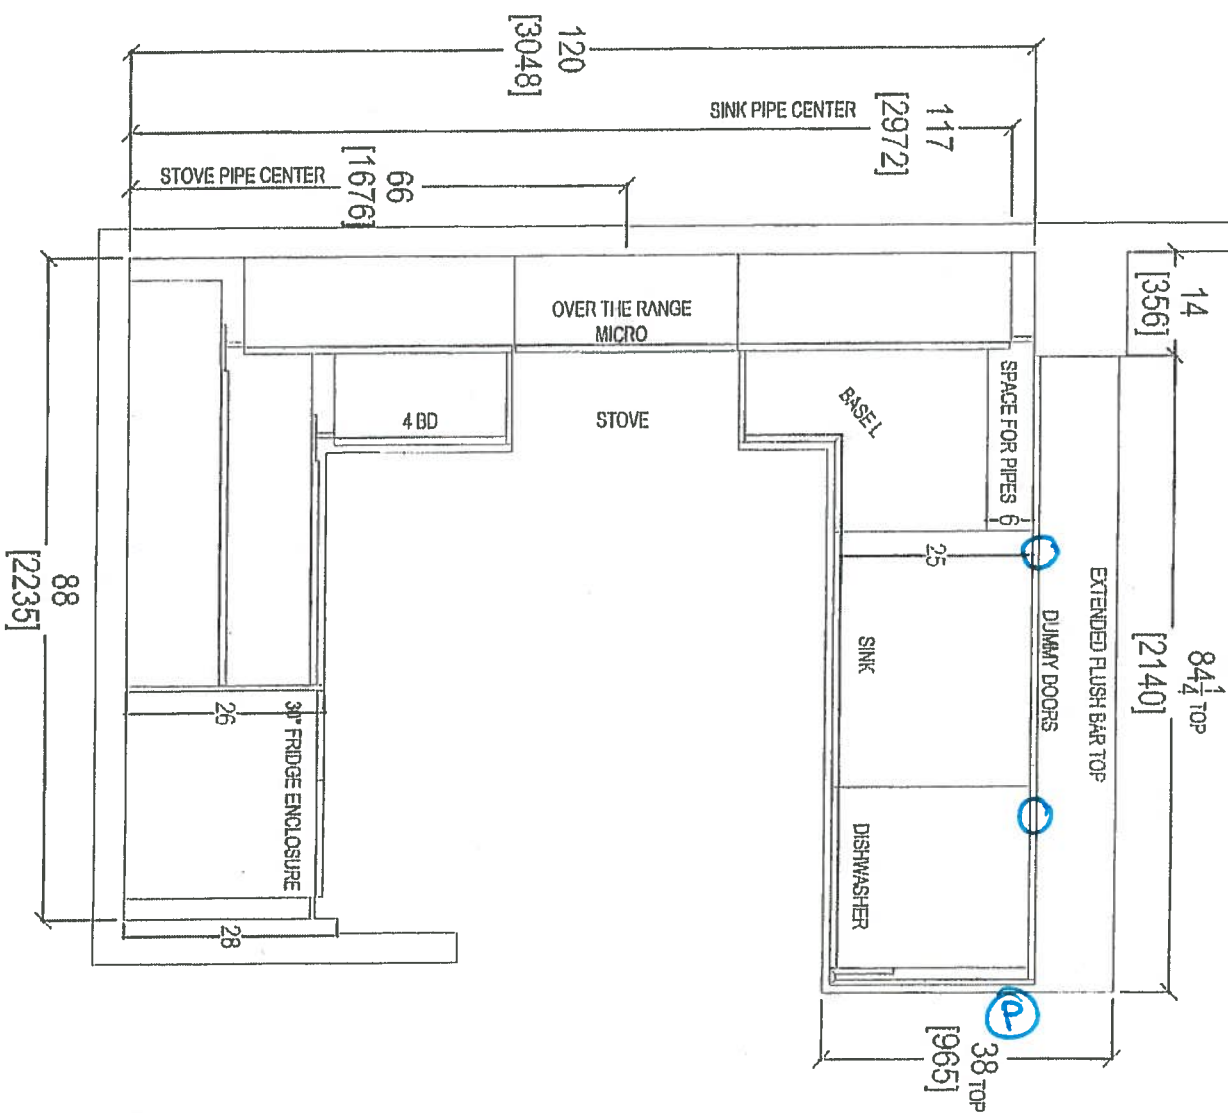 120
[3048]
117
[2972]
SINK PIPE CENTER
66
[1676]
STOVE PIPE CENTER
14
[356]
OVER THE RANGE
MICRO
STOVE
4 BD
BASE L
SPACE FOR PIPES 6
84 1/4 TOP
[2140]
EXTENDED FLUSH BAR TOP
DUMMY DOORS
25
SINK
DISHWASHER
88
[2235]
26
30" FRIDGE ENCLOSURE
28
P
38 TOP
[965]